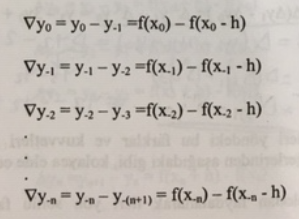 ∇y₀ = y₀ – y₋₁ =f(x₀) – f(x₀ - h)
∇y₋₁ = y₋₁ – y₋₂ =f(x₋₁) – f(x₋₁ - h)
∇y₋₂ = y₋₂ – y₋₃ =f(x₋₂) – f(x₋₂ - h)
.
.
∇y₋ₙ = y₋ₙ – y₋₍ₙ₊₁₎ = f(x₋ₙ) – f(x₋ₙ - h)